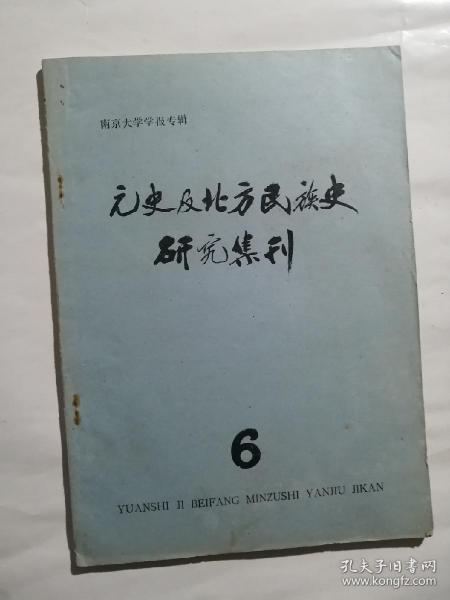 南京大学学报专辑
元史及北方民族史
研究集刊
6
YUANSHI JI BEIFANG MINZUSHI YANJIU JIKAN
孔夫子旧书网
www.kongfz.com